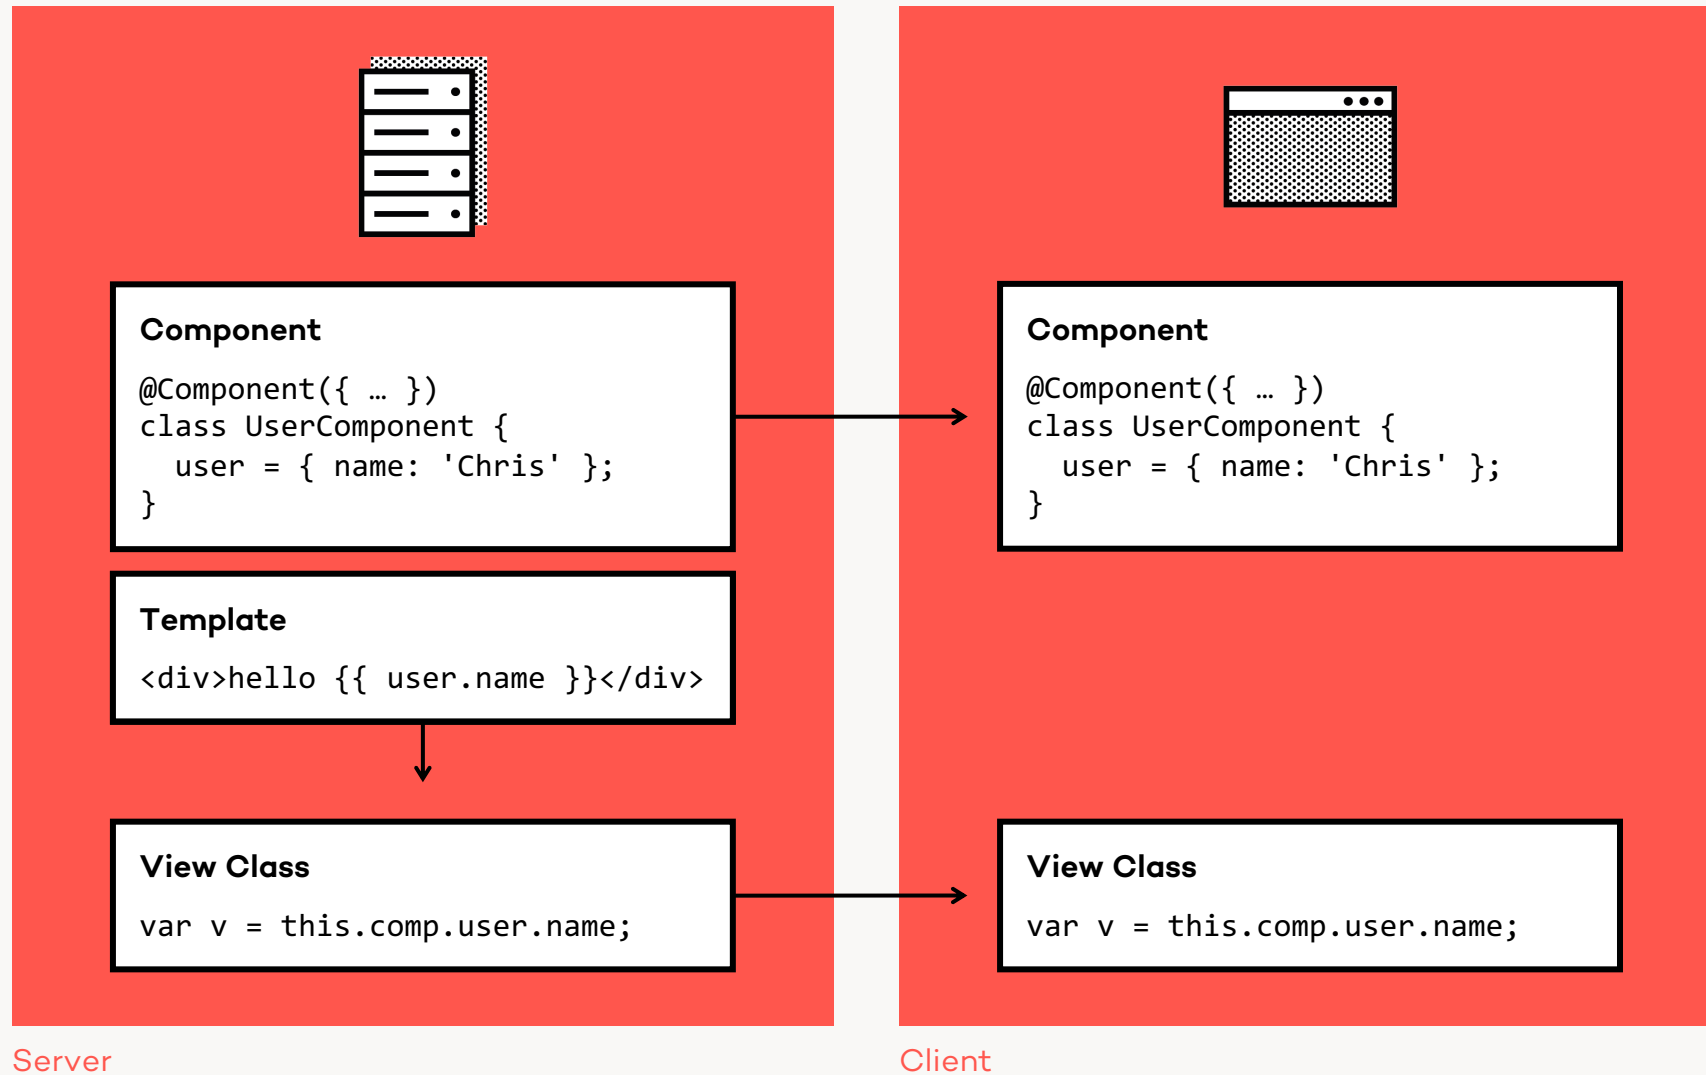 Component
@Component({ … })
class UserComponent {
  user = { name: 'Chris' };
}
Template
<div>hello {{ user.name }}</div>
View Class
var v = this.comp.user.name;
Server
Component
@Component({ … })
class UserComponent {
  user = { name: 'Chris' };
}
View Class
var v = this.comp.user.name;
Client